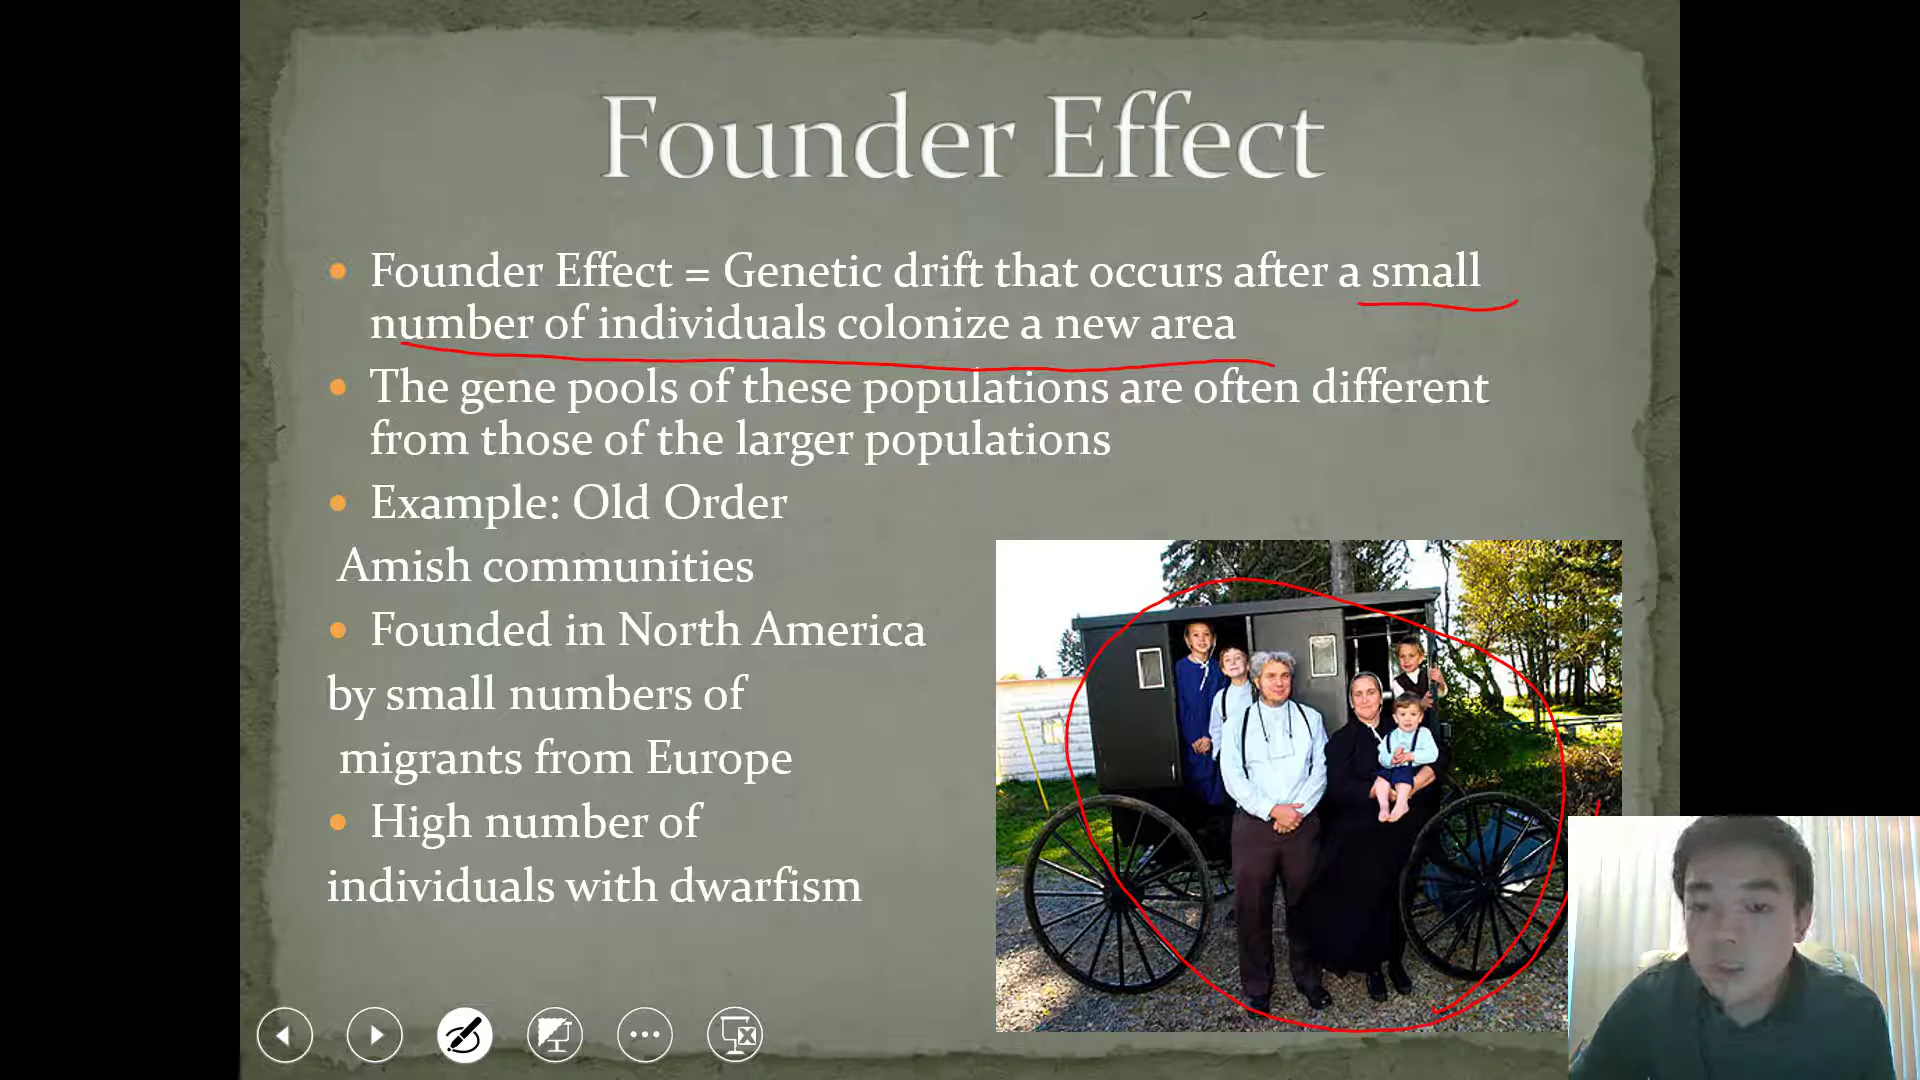 Founder Effect
Founder Effect = Genetic drift that occurs after a small
number of individuals colonize a new area
The gene pools of these populations are often different
from those of the larger populations
Example: Old Order
Amish communities
Founded in North America
by small numbers of
migrants from Europe
High number of
individuals with dwarfism